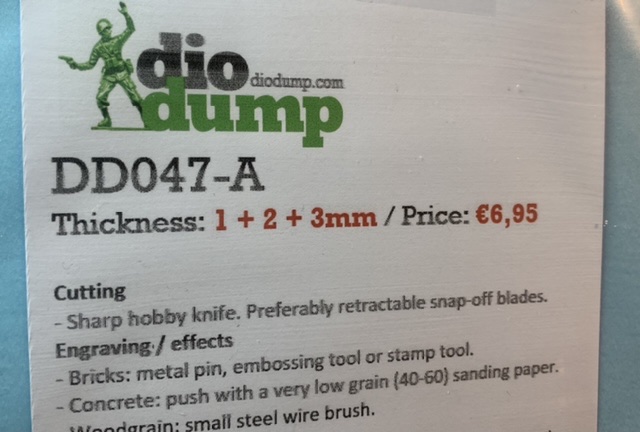 dio
diodump.com
dump
DD047-A
Thickness: 1 + 2 + 3mm / Price: €6,95
Cutting
- Sharp hobby knife. Preferably retractable snap-off blades.
Engraving / effects
- Bricks: metal pin, embossing tool or stamp tool.
- Concrete: push with a very low grain (40-60) sanding paper.
- Woodgrain: small steel wire brush.